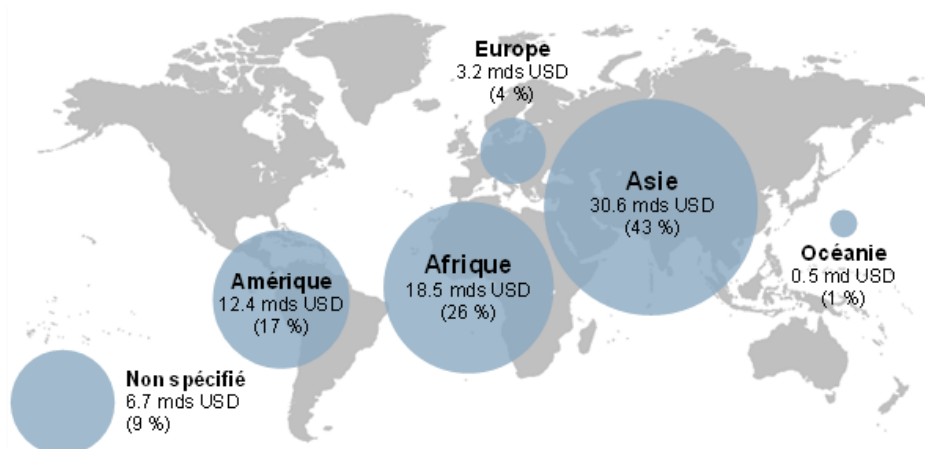 Europe
3.2 mds USD
(4 %)
Asie
30.6 mds USD
(43 %)
Océanie
0.5 md USD
(1 %)
Afrique
18.5 mds USD
(26 %)
Amérique
12.4 mds USD
(17 %)
Non spécifié
6.7 mds USD
(9 %)